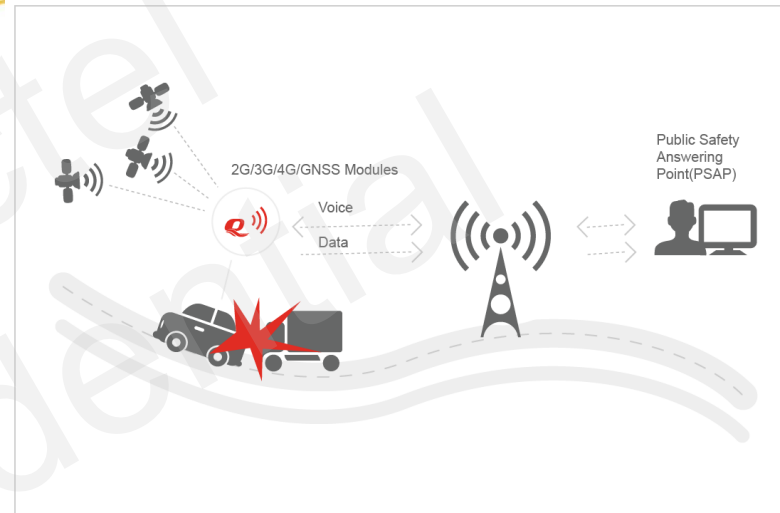 2G/3G/4G/GNSS Modules
Voice
Data
Public Safety
Answering
Point(PSAP)